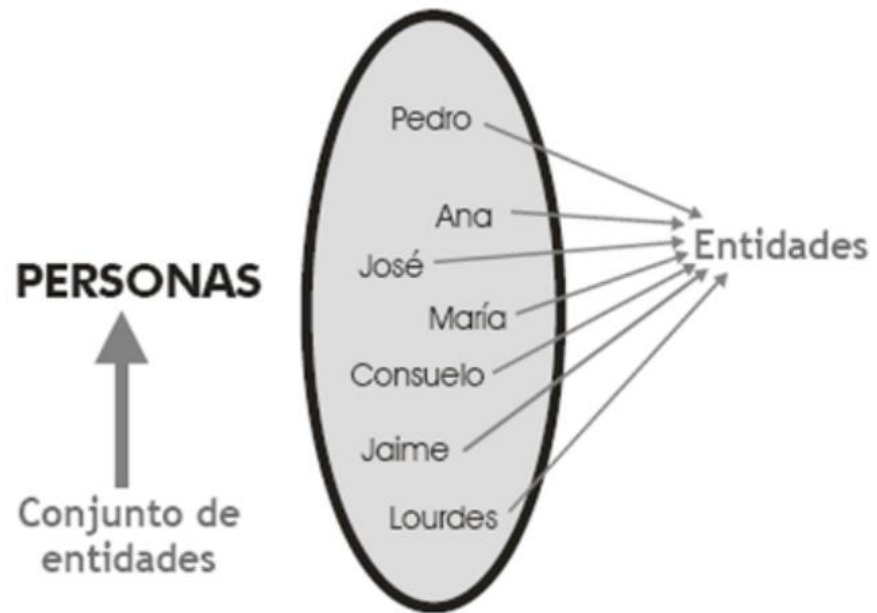 Pedro
Ana
José
María
Consuelo
Jaime
Lourdes
Entidades
PERSONAS
Conjunto de
entidades